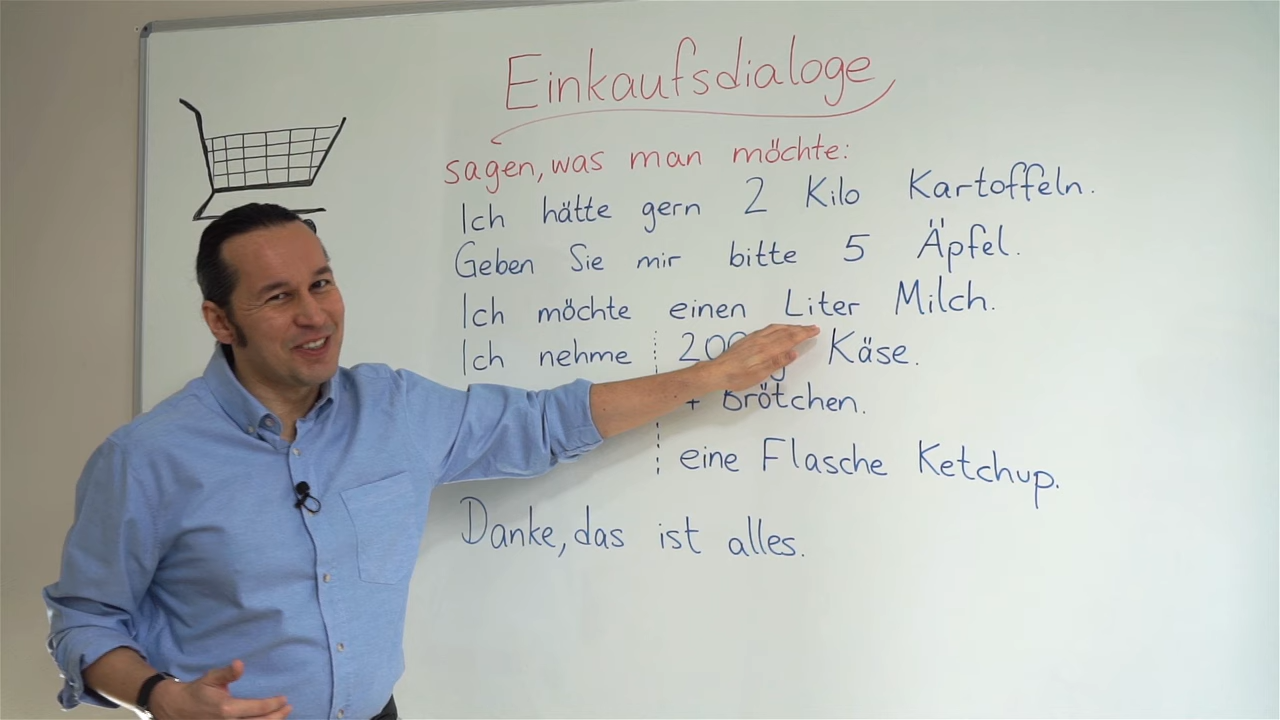 Einkaufsdialoge
sagen, was man möchte:
Ich hätte gern 2 Kilo Kartoffeln.
Geben Sie mir bitte 5 Äpfel.
Ich möchte einen Liter Milch.
Ich nehme 200 g Käse.
Brötchen.
eine Flasche Ketchup.
Danke, das ist alles.